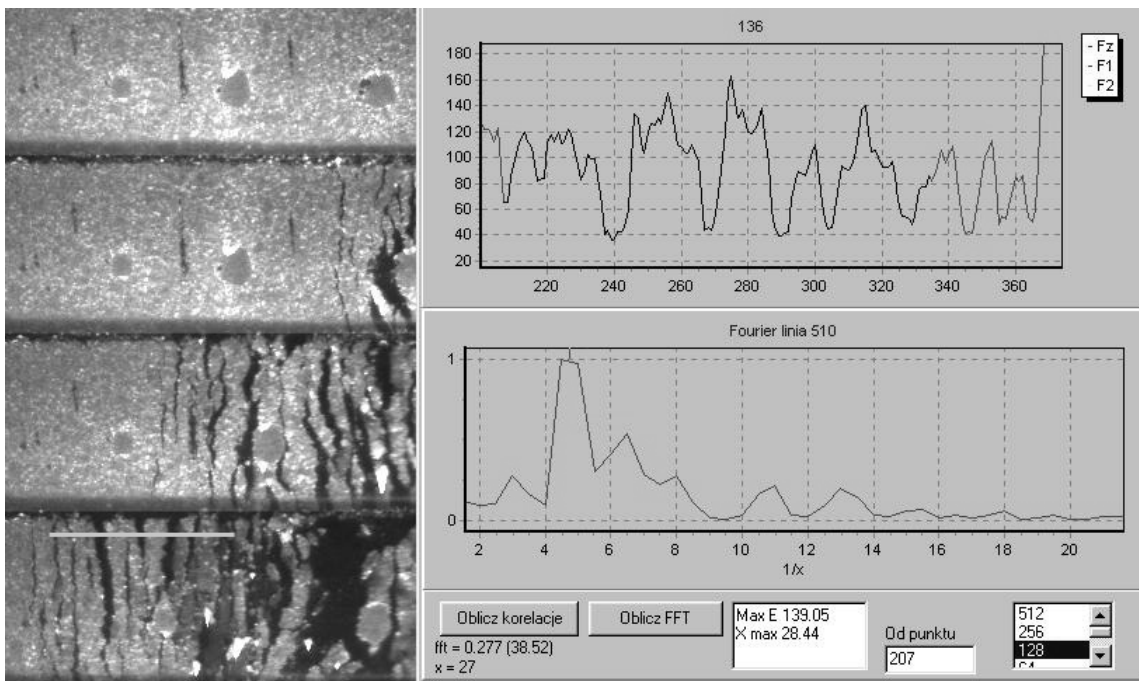 136
180
160
140
120
100
80
60
40
20
220 240 260 280 300 320 340 360
- Fz
- F1
- F2
Fourier linia 510
1
0
2 4 6 8 10 12 14 16 18 20
1/x
Oblicz korelacje
Oblicz FFT
fft = 0.277 (38.52)
x = 27
Max E 139.05
X max 28.44
Od punktu
207
512
256
128
64